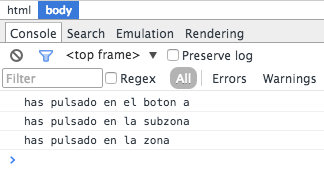 html body
Console Search Emulation Rendering
<top frame> Preserve log
Filter Regex All Errors Warnings
has pulsado en el boton a
has pulsado en la subzona
has pulsado en la zona
>